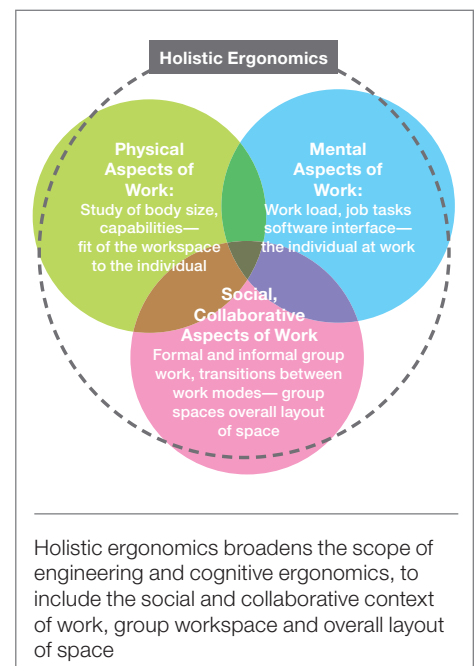 Holistic Ergonomics
Physical
Aspects of
Work:
Study of body size,
capabilities—
fit of the workspace
to the individual
Mental
Aspects of
Work:
Work load, job tasks
software interface—
the individual at work
Social,
Collaborative
Aspects of Work
Formal and informal group
work, transitions between
work modes— group
spaces overall layout
of space
Holistic ergonomics broadens the scope of
engineering and cognitive ergonomics, to
include the social and collaborative context
of work, group workspace and overall layout
of space